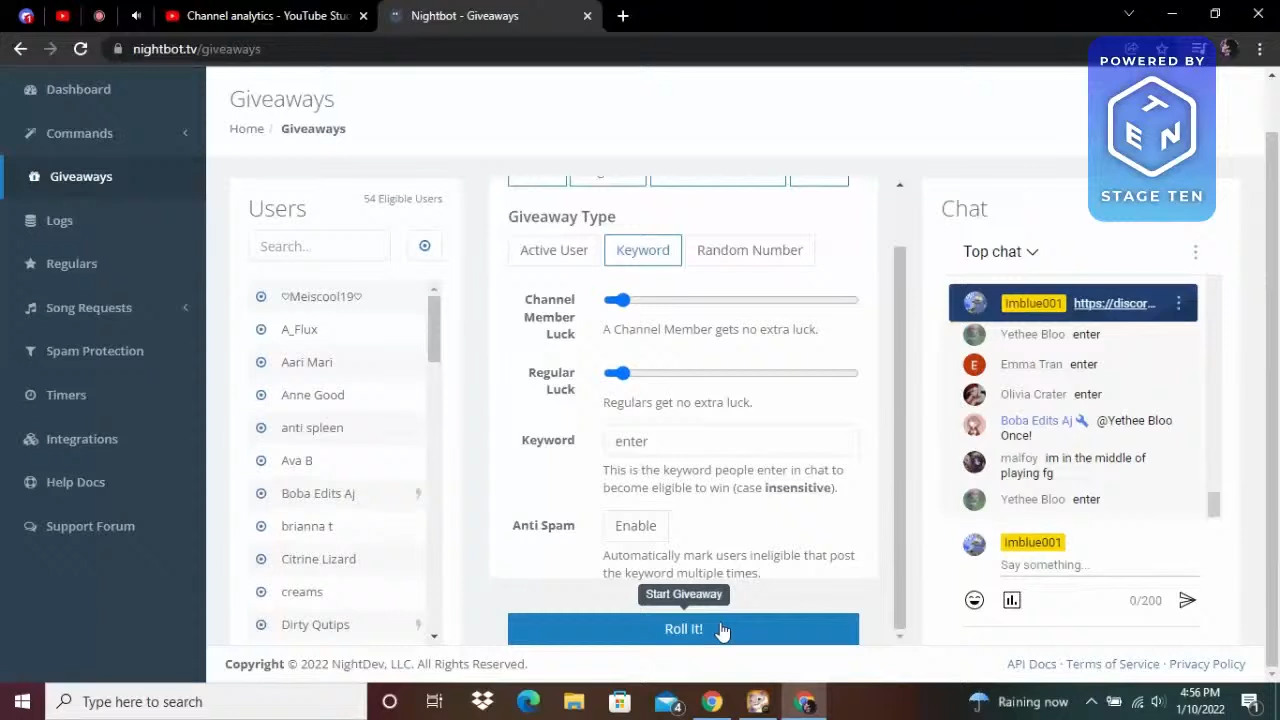 Channel analytics - YouTube Stu
Nightbot - Giveaways
nightbot.tv/giveaways
POWERED BY
TEN
STAGE TEN
Dashboard
Commands
Giveaways
Logs
Regulars
Song Requests
Spam Protection
Timers
Integrations
Help Docs
Support Forum
Giveaways
Home / Giveaways
Users
54 Eligible Users
Search...
♡Meiscool19♡
A_Flux
Aari Mari
Anne Good
anti spleen
Ava B
Boba Edits Aj
brianna t
Citrine Lizard
creams
Dirty Qutips
Giveaway Type
Active User
Keyword
Random Number
Channel
Member
Luck
A Channel Member gets no extra luck.
Regular
Luck
Regulars get no extra luck.
Keyword
enter
This is the keyword people enter in chat to
become eligible to win (case insensitive).
Anti Spam
Enable
Automatically mark users ineligible that post
the keyword multiple times.
Start Giveaway
Roll It!
Chat
Top chat
Imblue001 https://discor...
Yethee Bloo enter
E
Emma Tran enter
Olivia Crater enter
Boba Edits Aj @Yethee Bloo
Once!
malfoy im in the middle of
playing fg
Yethee Bloo enter
Imblue001
Say something...
0/200
Copyright © 2022 NightDev, LLC. All Rights Reserved.
API Docs · Terms of Service · Privacy Policy
Type here to search
4
Raining now
4:56 PM
1/10/2022
1